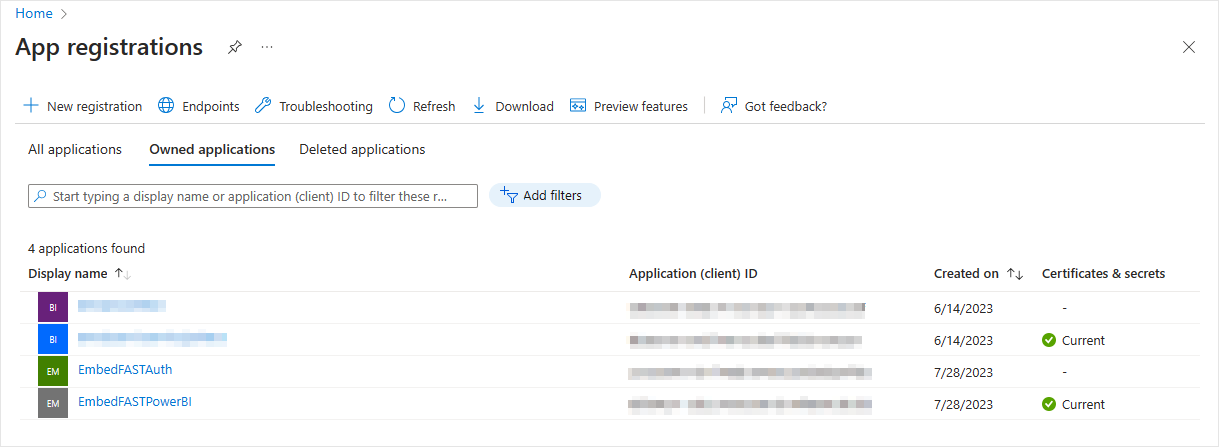 Home
App registrations
New registration Endpoints Troubleshooting Refresh Download Preview features Got feedback?
All applications Owned applications Deleted applications
Start typing a display name or application (client) ID to filter these r... Add filters
4 applications found
Display name Application (client) ID Created on Certificates & secrets
BI 6/14/2023 -
BI 6/14/2023 Current
EM EmbedFASTAuth 7/28/2023 -
EM EmbedFASTPowerBI 7/28/2023 Current